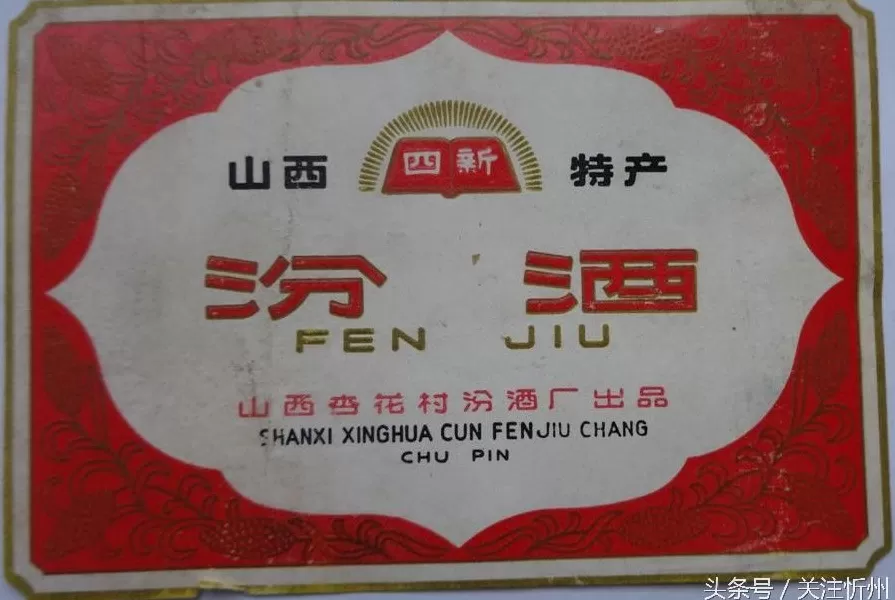 山西 四新 特产
汾酒
FEN JIU
山西杏花村汾酒厂出品
SHANXI XINGHUA CUN FENJIU CHANG
CHU PIN
头条号 / 关注忻州